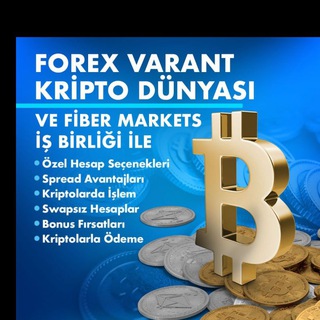 FOREX VARANT
KRİPTO DÜNYASI
VE FİBER MARKETS
İŞ BİRLİĞİ İLE
• Özel Hesap Seçenekleri
• Spread Avantajları
• Kriptolarda İşlem
• Swapsız Hesaplar
• Bonus Fırsatları
• Kriptolarla Ödeme